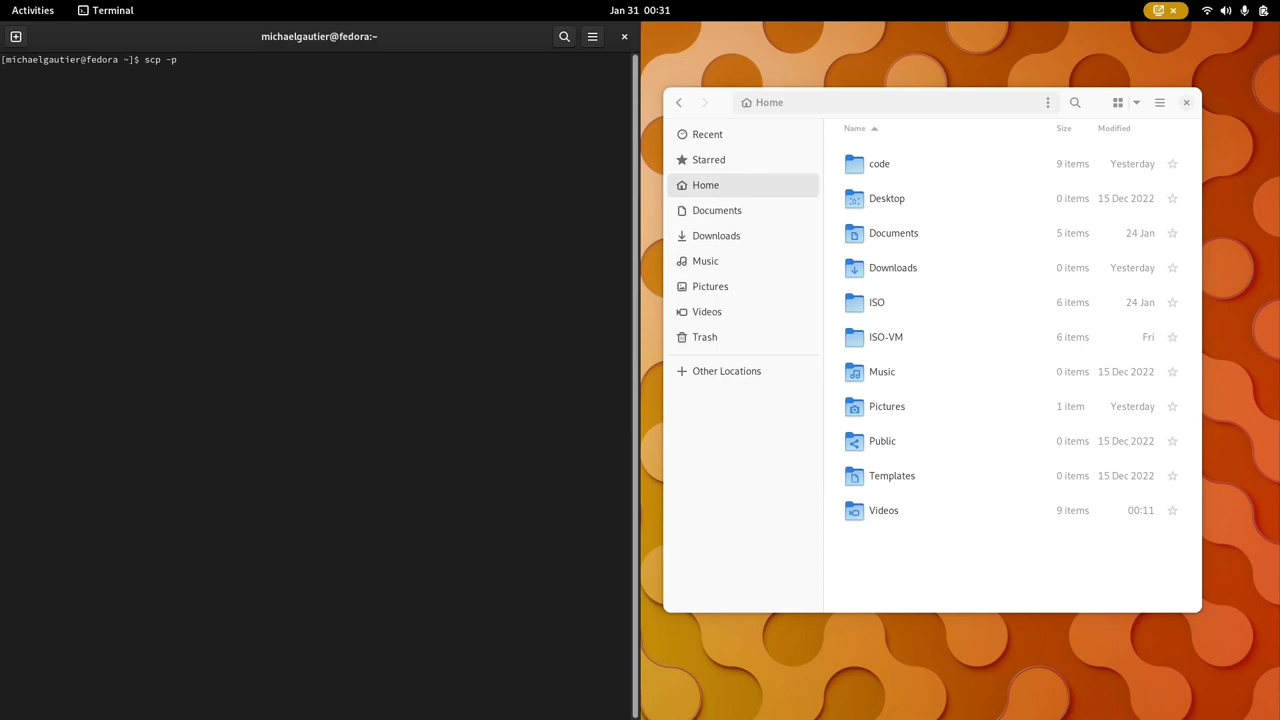 Activities
Terminal
Jan 31 00:31
michaelgautier@fedora:~
[michaelgautier@fedora ~]$ scp -p
Home
Recent
Starred
Home
Documents
Downloads
Music
Pictures
Videos
Trash
Other Locations
Name Size Modified
code 9 items Yesterday
Desktop 0 items 15 Dec 2022
Documents 5 items 24 Jan
Downloads 0 items Yesterday
ISO 6 items 24 Jan
ISO-VM 6 items Fri
Music 0 items 15 Dec 2022
Pictures 1 item Yesterday
Public 0 items 15 Dec 2022
Templates 0 items 15 Dec 2022
Videos 9 items 00:11